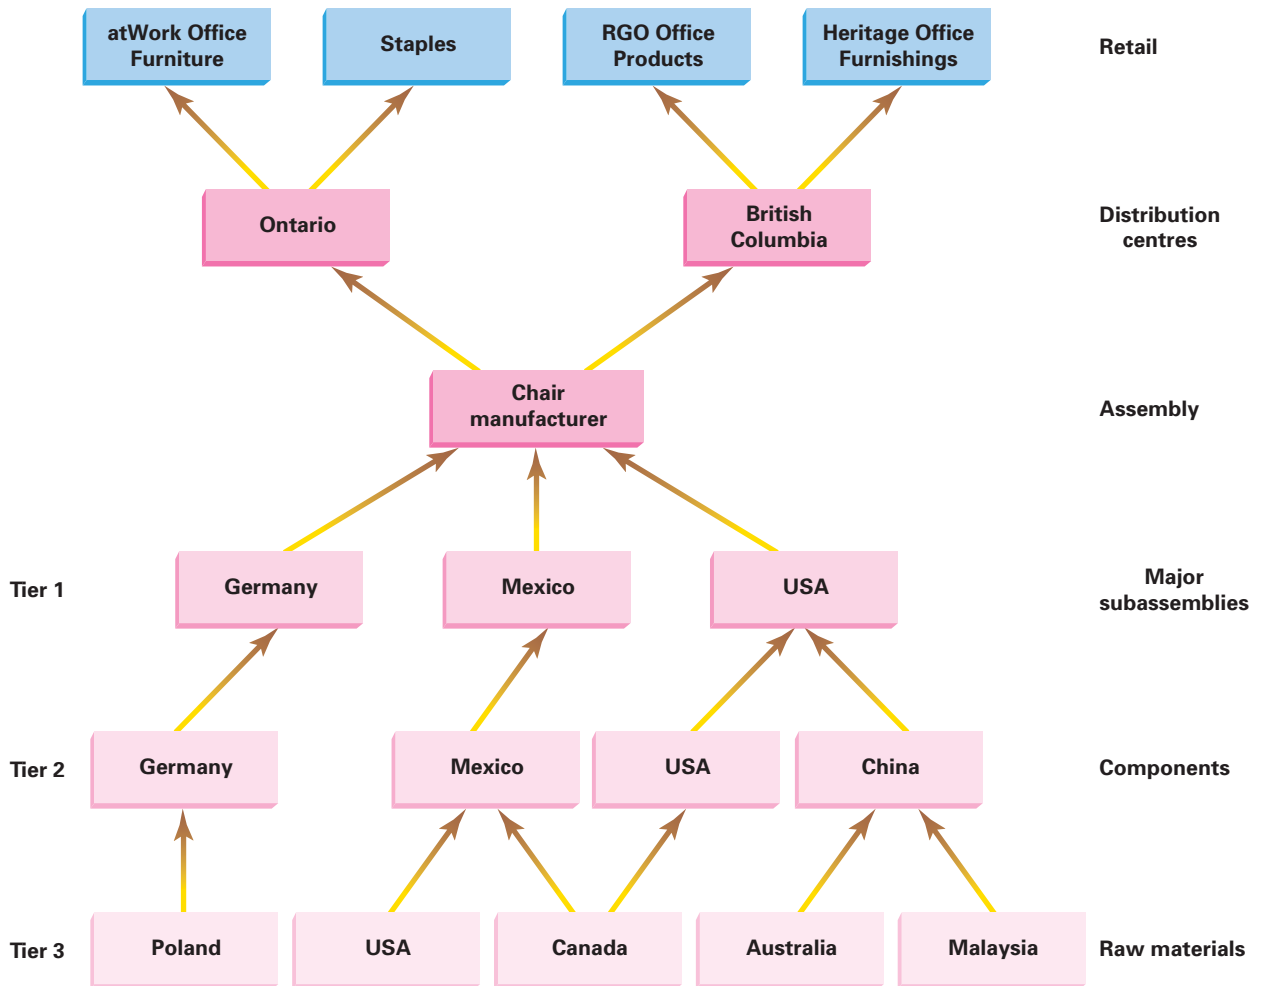 atWork Office
Furniture
Staples
RGO Office
Products
Heritage Office
Furnishings
Retail
Ontario
British
Columbia
Distribution
centres
Chair
manufacturer
Assembly
Tier 1
Germany
Mexico
USA
Major
subassemblies
Tier 2
Germany
Mexico
USA
China
Components
Tier 3
Poland
USA
Canada
Australia
Malaysia
Raw materials